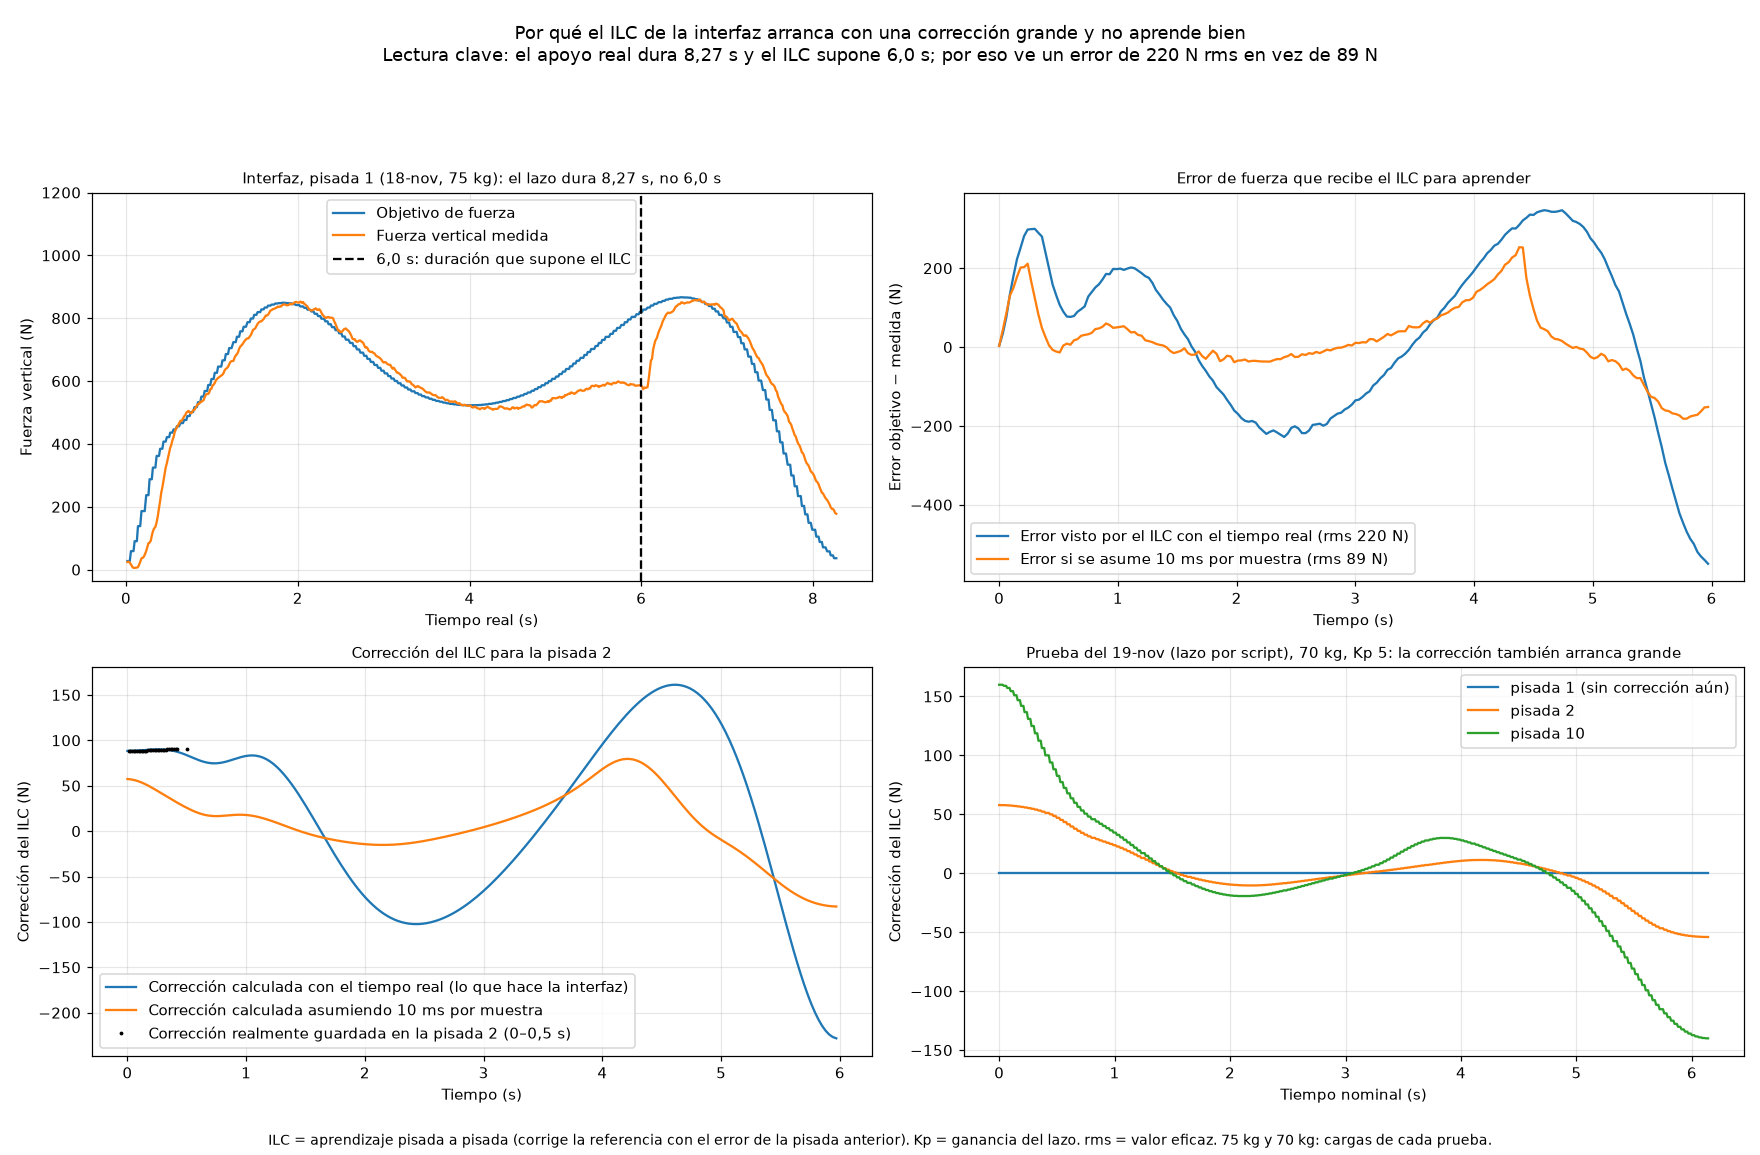 Por qué el ILC de la interfaz arranca con una corrección grande y no aprende bien
Lectura clave: el apoyo real dura 8,27 s y el ILC supone 6,0 s; por eso ve un error de 220 N rms en vez de 89 N
Interfaz, pisada 1 (18-nov, 75 kg): el lazo dura 8,27 s, no 6,0 s
Fuerza vertical (N)
1200
1000
800
600
400
200
0
Objetivo de fuerza
Fuerza vertical medida
6,0 s: duración que supone el ILC
0
2
4
6
8
Tiempo real (s)
Error de fuerza que recibe el ILC para aprender
Error objetivo − medida (N)
200
0
−200
−400
Error visto por el ILC con el tiempo real (rms 220 N)
Error si se asume 10 ms por muestra (rms 89 N)
0
1
2
3
4
5
6
Tiempo (s)
Corrección del ILC para la pisada 2
Corrección del ILC (N)
150
100
50
0
−50
−100
−150
−200
Corrección calculada con el tiempo real (lo que hace la interfaz)
Corrección calculada asumiendo 10 ms por muestra
Corrección realmente guardada en la pisada 2 (0–0,5 s)
0
1
2
3
4
5
6
Tiempo (s)
Prueba del 19-nov (lazo por script), 70 kg, Kp 5: la corrección también arranca grande
Corrección del ILC (N)
150
100
50
0
−50
−100
−150
pisada 1 (sin corrección aún)
pisada 2
pisada 10
0
1
2
3
4
5
6
Tiempo nominal (s)
ILC = aprendizaje pisada a pisada (corrige la referencia con el error de la pisada anterior). Kp = ganancia del lazo. rms = valor eficaz. 75 kg y 70 kg: cargas de cada prueba.